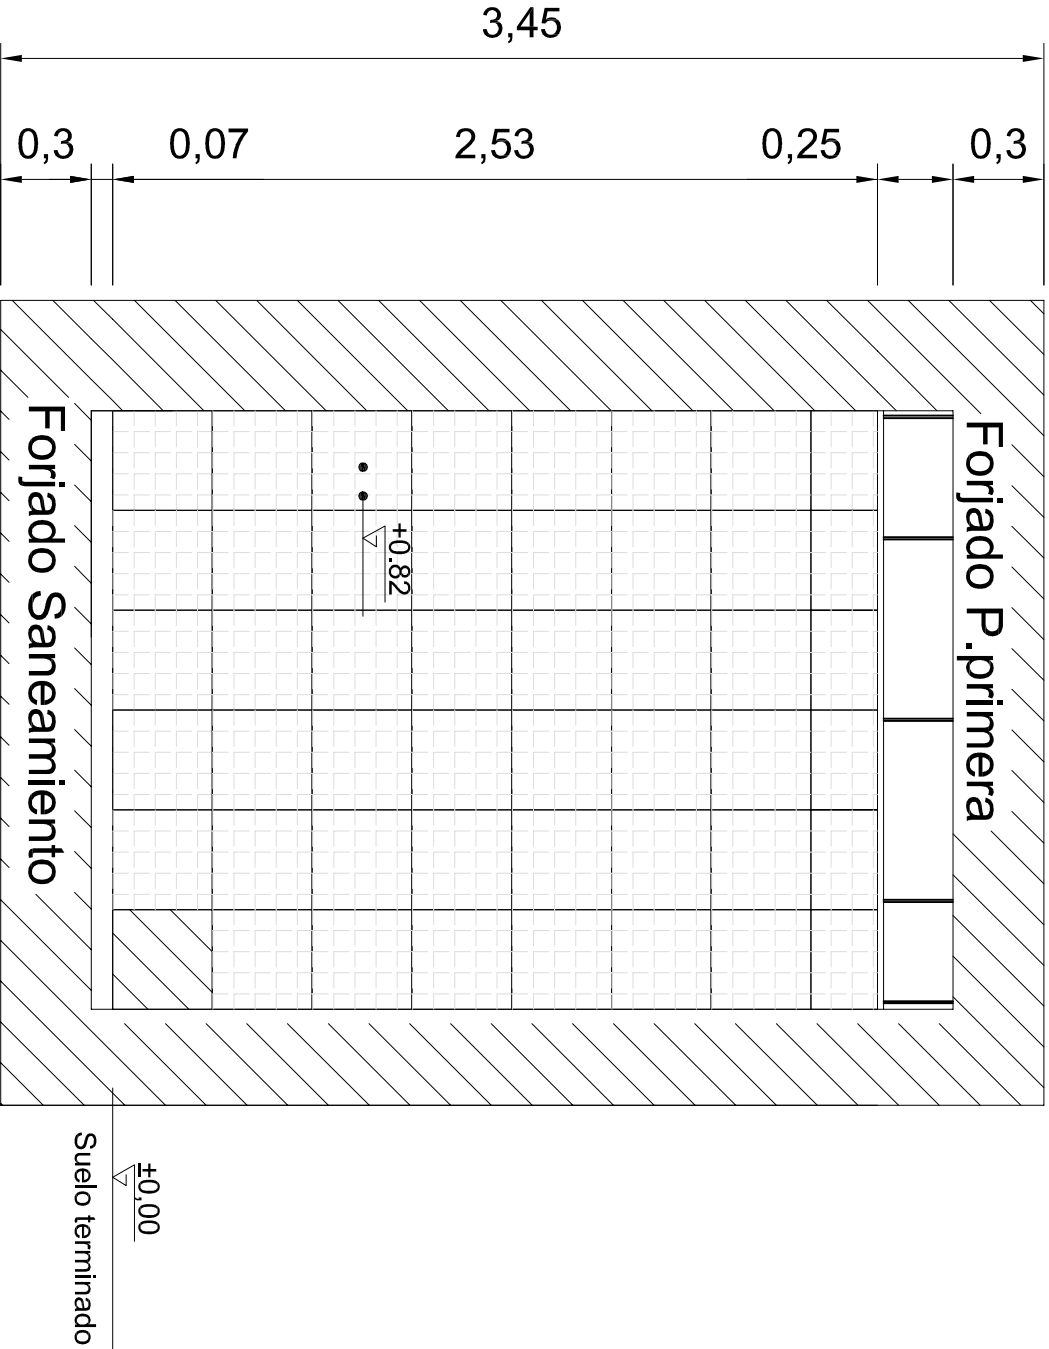 3,45
0,3
0,07
2,53
0,25
0,3
Forjado P.primera
+0.82
Forjado Saneamiento
±0,00
Suelo terminado